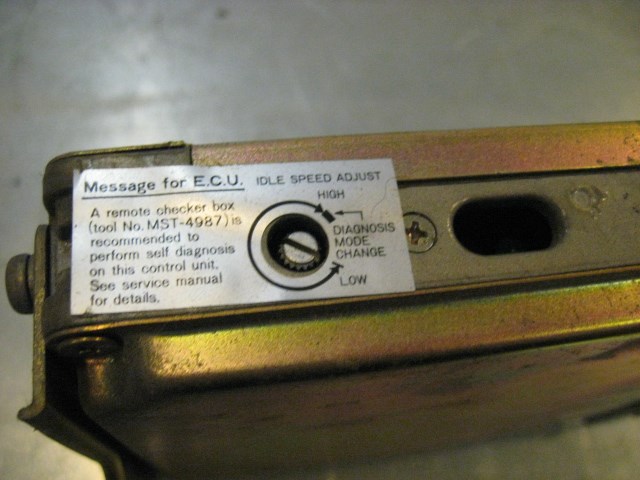 Message for E.C.U.
A remote checker box
(tool No. MST-4987) is
recommended to
perform self diagnosis
on this control unit.
See service manual
for details.
IDLE SPEED ADJUST
HIGH
DIAGNOSIS
MODE
CHANGE
LOW